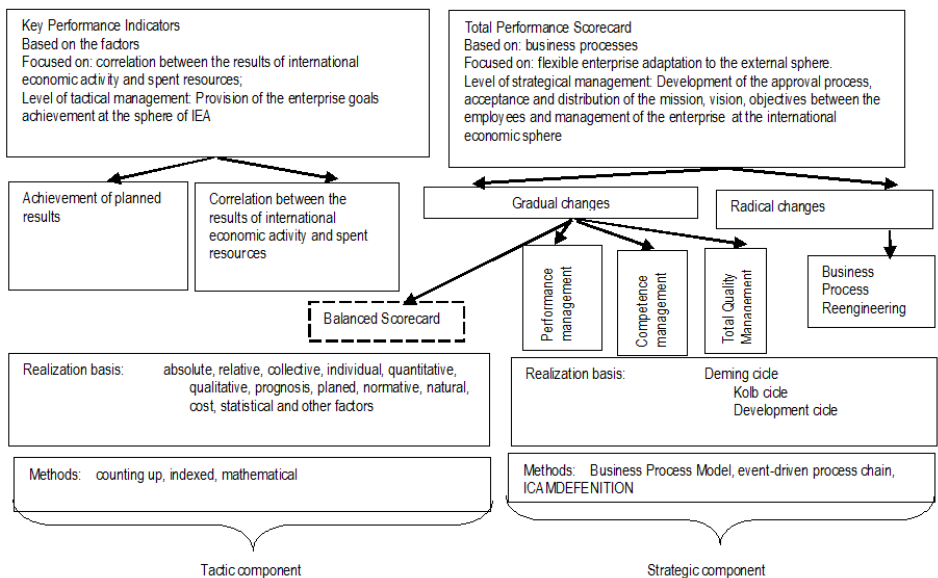 Key Performance Indicators
Based on the factors
Focused on: correlation between the results of international
economic activity and spent resources;
Level of tactical management: Provision of the enterprise goals
achievement at the sphere of IEA
Total Performance Scorecard
Based on: business processes
Focused on: flexible enterprise adaptation to the external sphere.
Level of strategical management: Development of the approval process,
acceptance and distribution of the mission, vision, objectives between the
employees and management of the enterprise at the international
economic sphere
Achievement of planned
results
Correlation between the
results of international
economic activity and spent
resources
Gradual changes
Radical changes
Balanced Scorecard
Performance
management
Competence
management
Total Quality
Management
Business
Process
Reengineering
Realization basis: absolute, relative, collective, individual, quantitative,
qualitative, prognosis, planed, normative, natural,
cost, statistical and other factors
Realization basis: Deming cicle
Kolb cicle
Development cicle
Methods: counting up, indexed, mathematical
Methods: Business Process Model, event-driven process chain,
ICAMDEFENITION
Tactic component
Strategic component